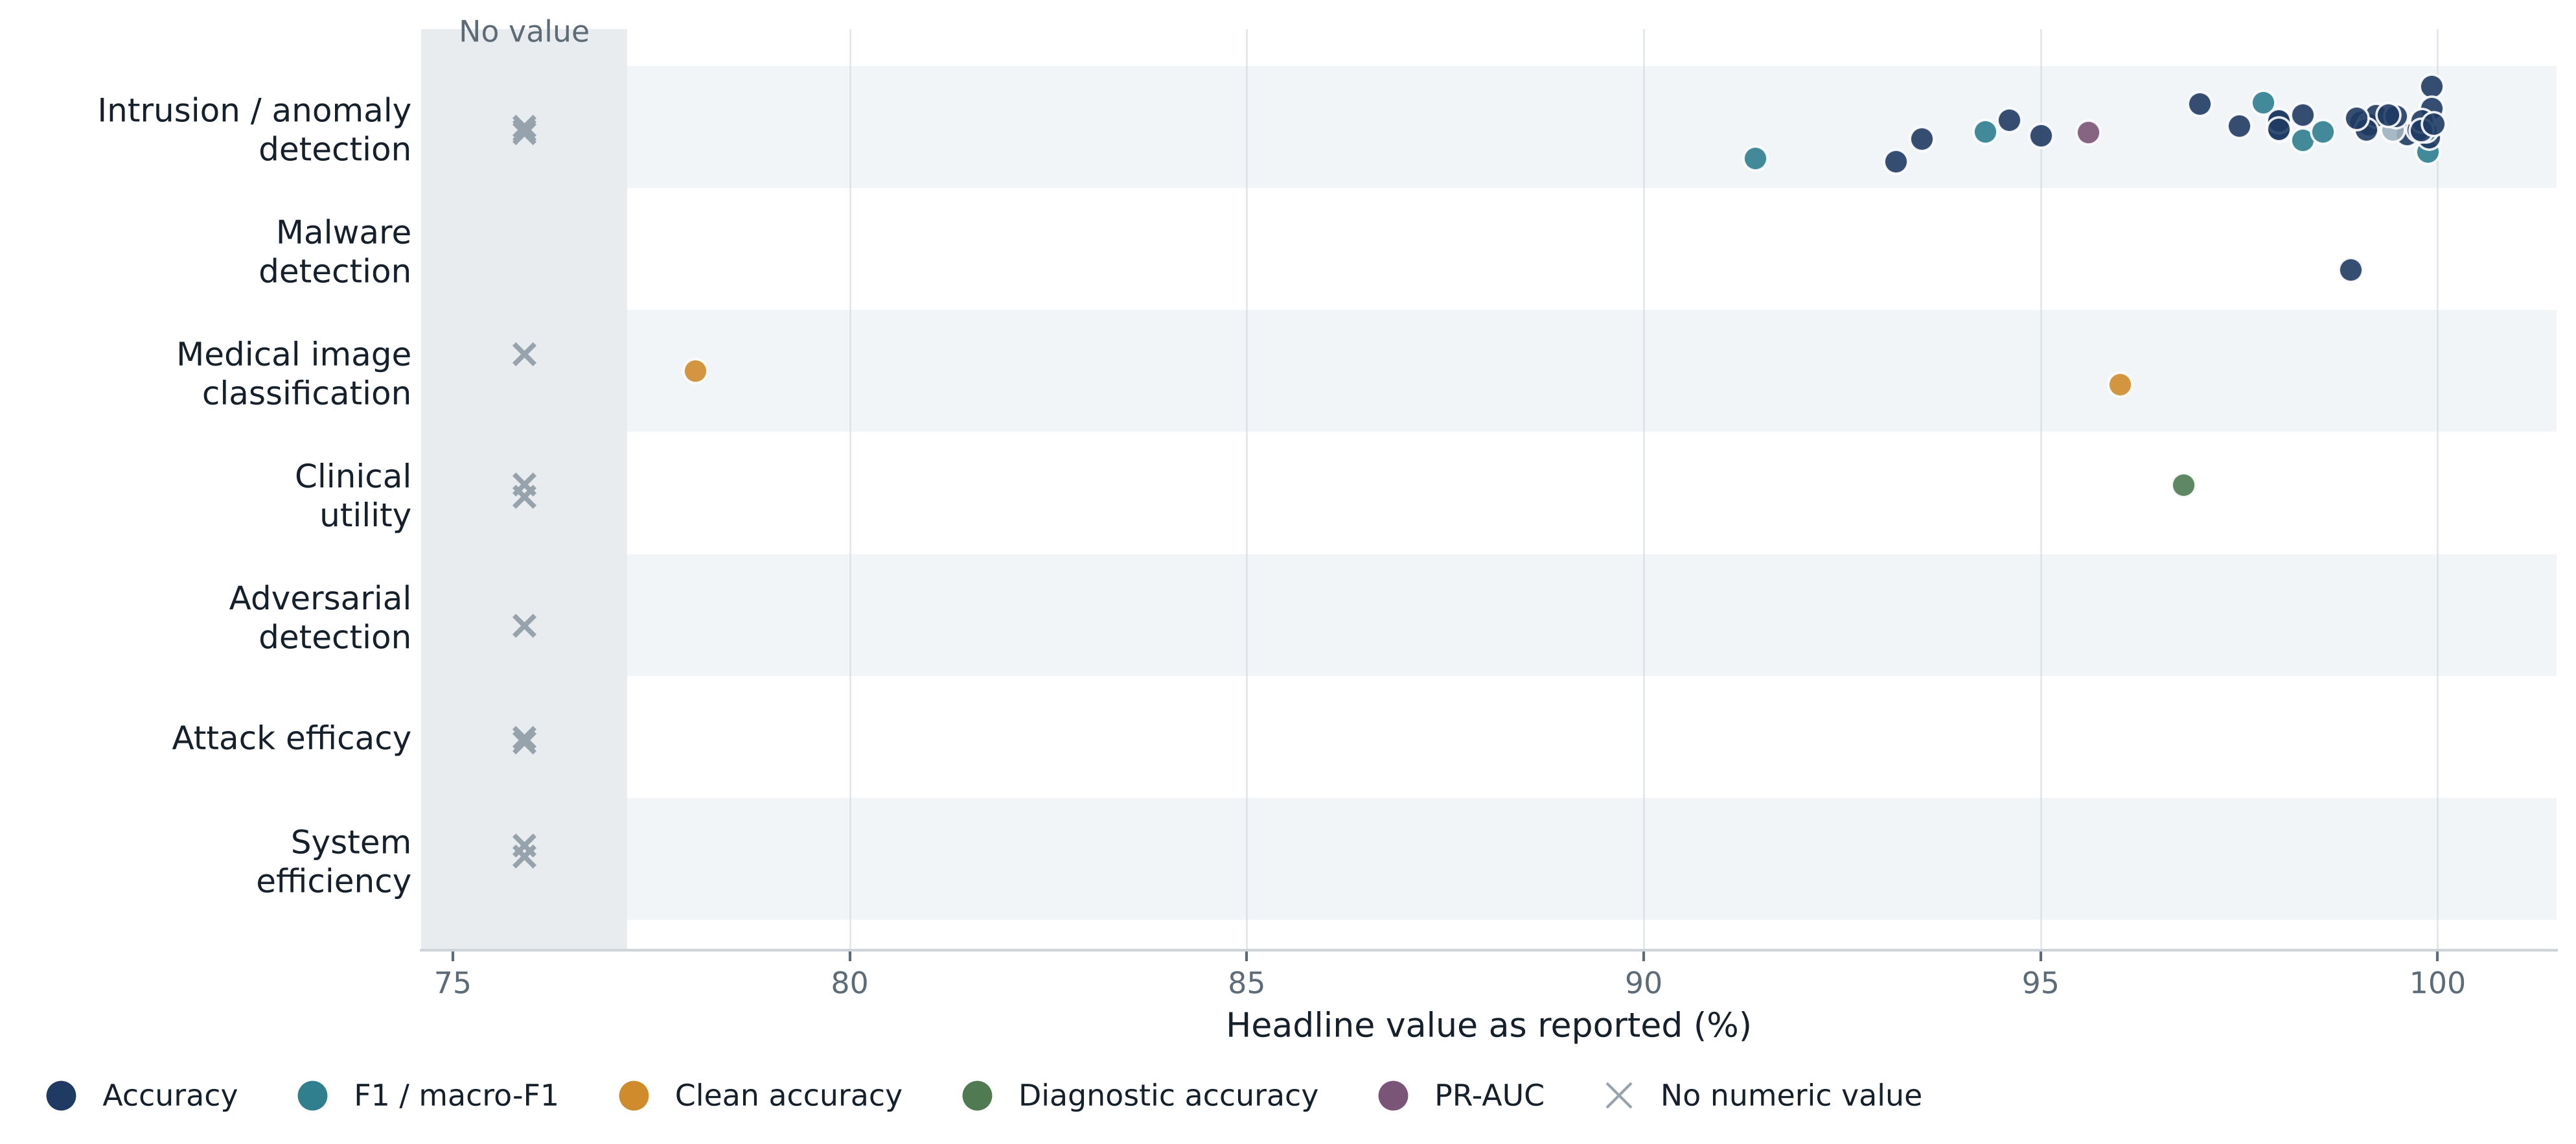 No value
Intrusion / anomaly
detection
Malware
detection
Medical image
classification
Clinical
utility
Adversarial
detection
Attack efficacy
System
efficiency
75 80 85 90 95 100
Headline value as reported (%)
Accuracy F1 / macro-F1 Clean accuracy Diagnostic accuracy PR-AUC No numeric value